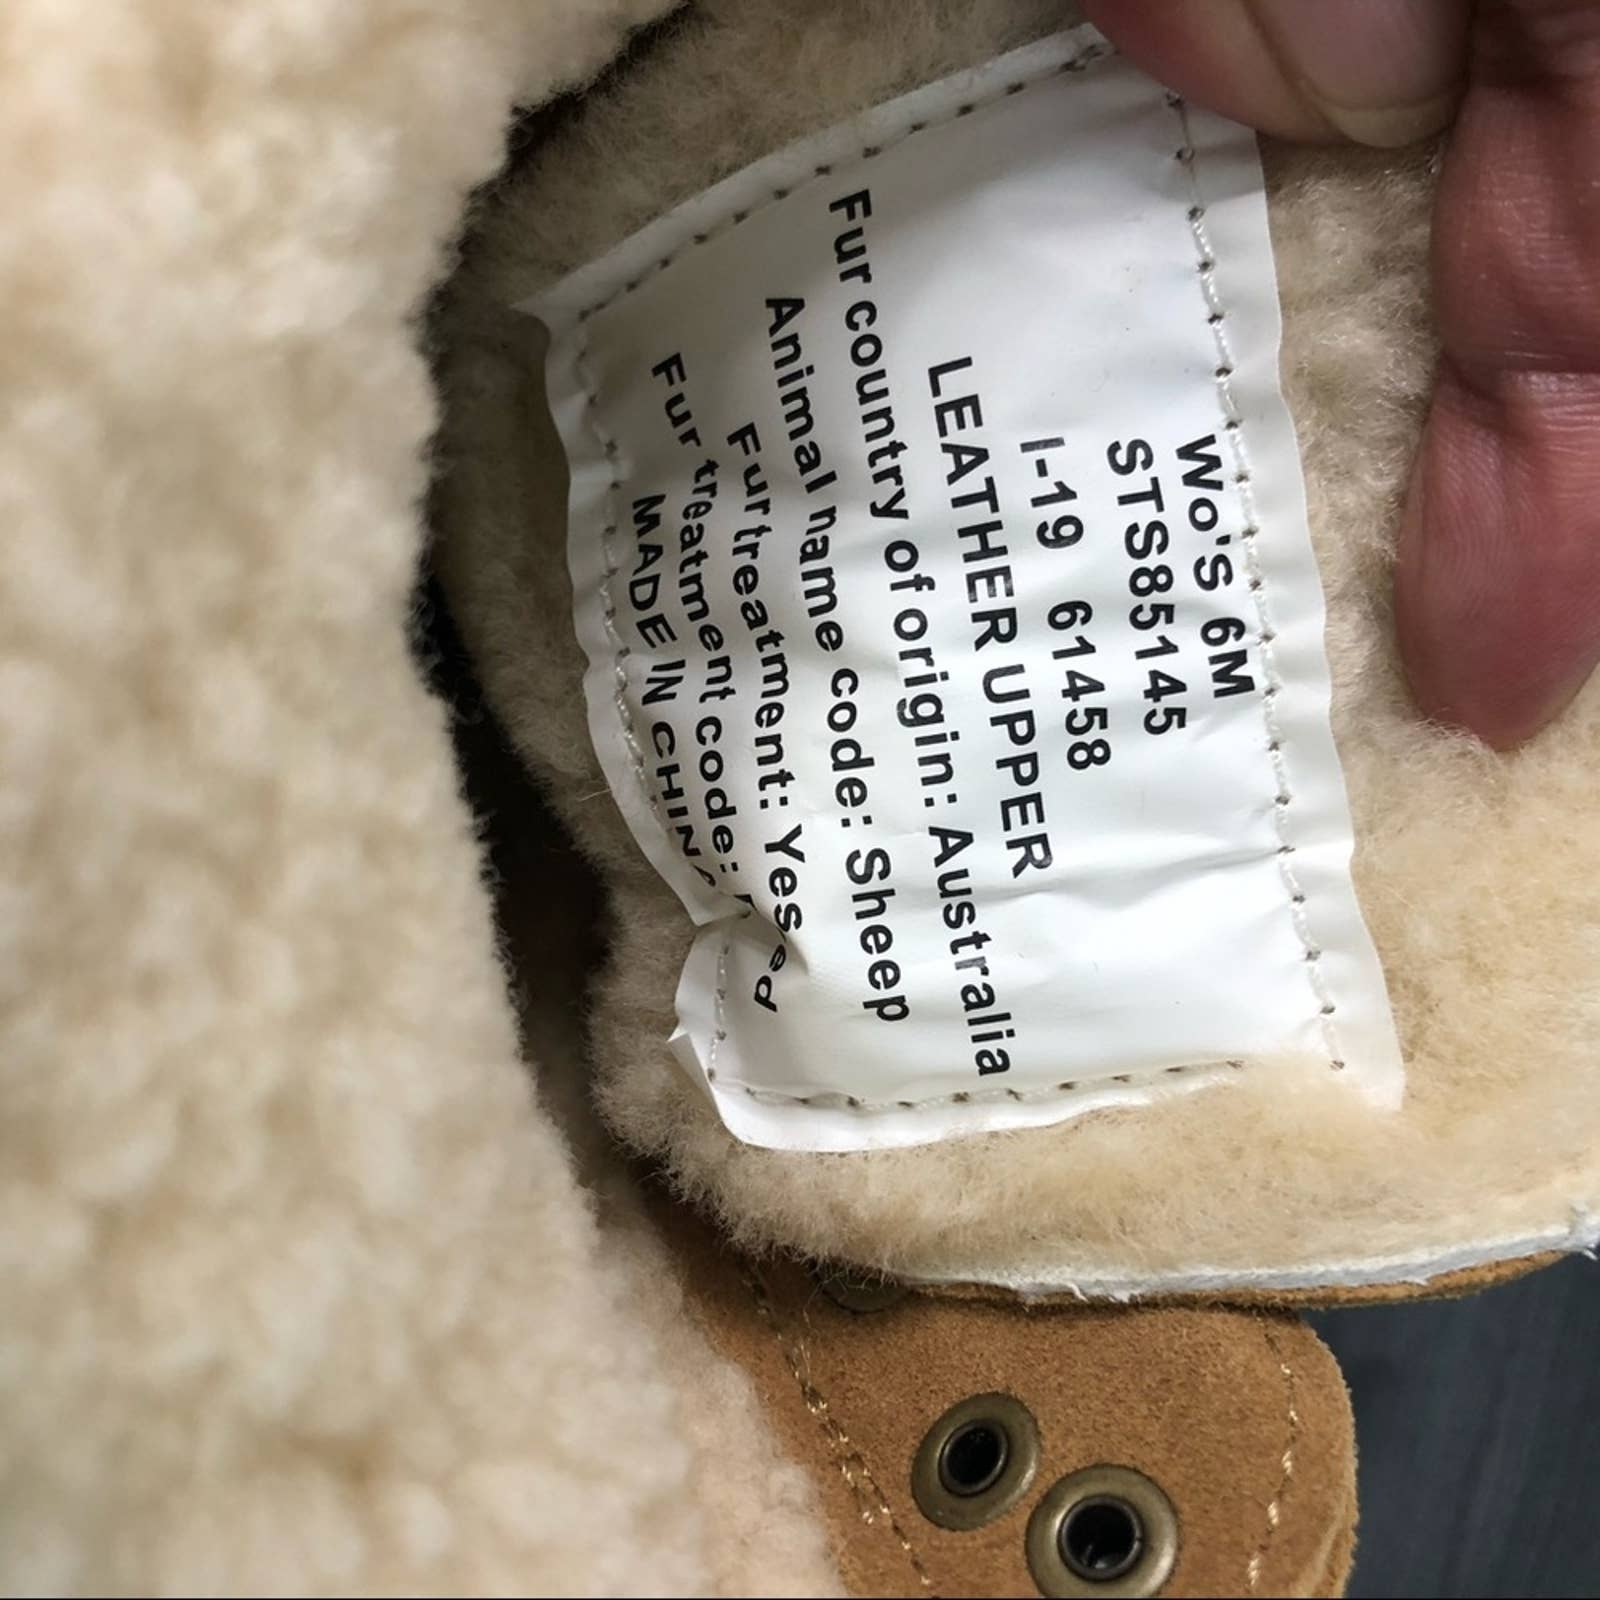 Wo's 6M
STS85145
I-19 61458
LEATHER UPPER
Fur country of origin: Australia
Animal name code: Sheep
Fur treatment: Yes
Fur treatment code:
MADE IN CHINA